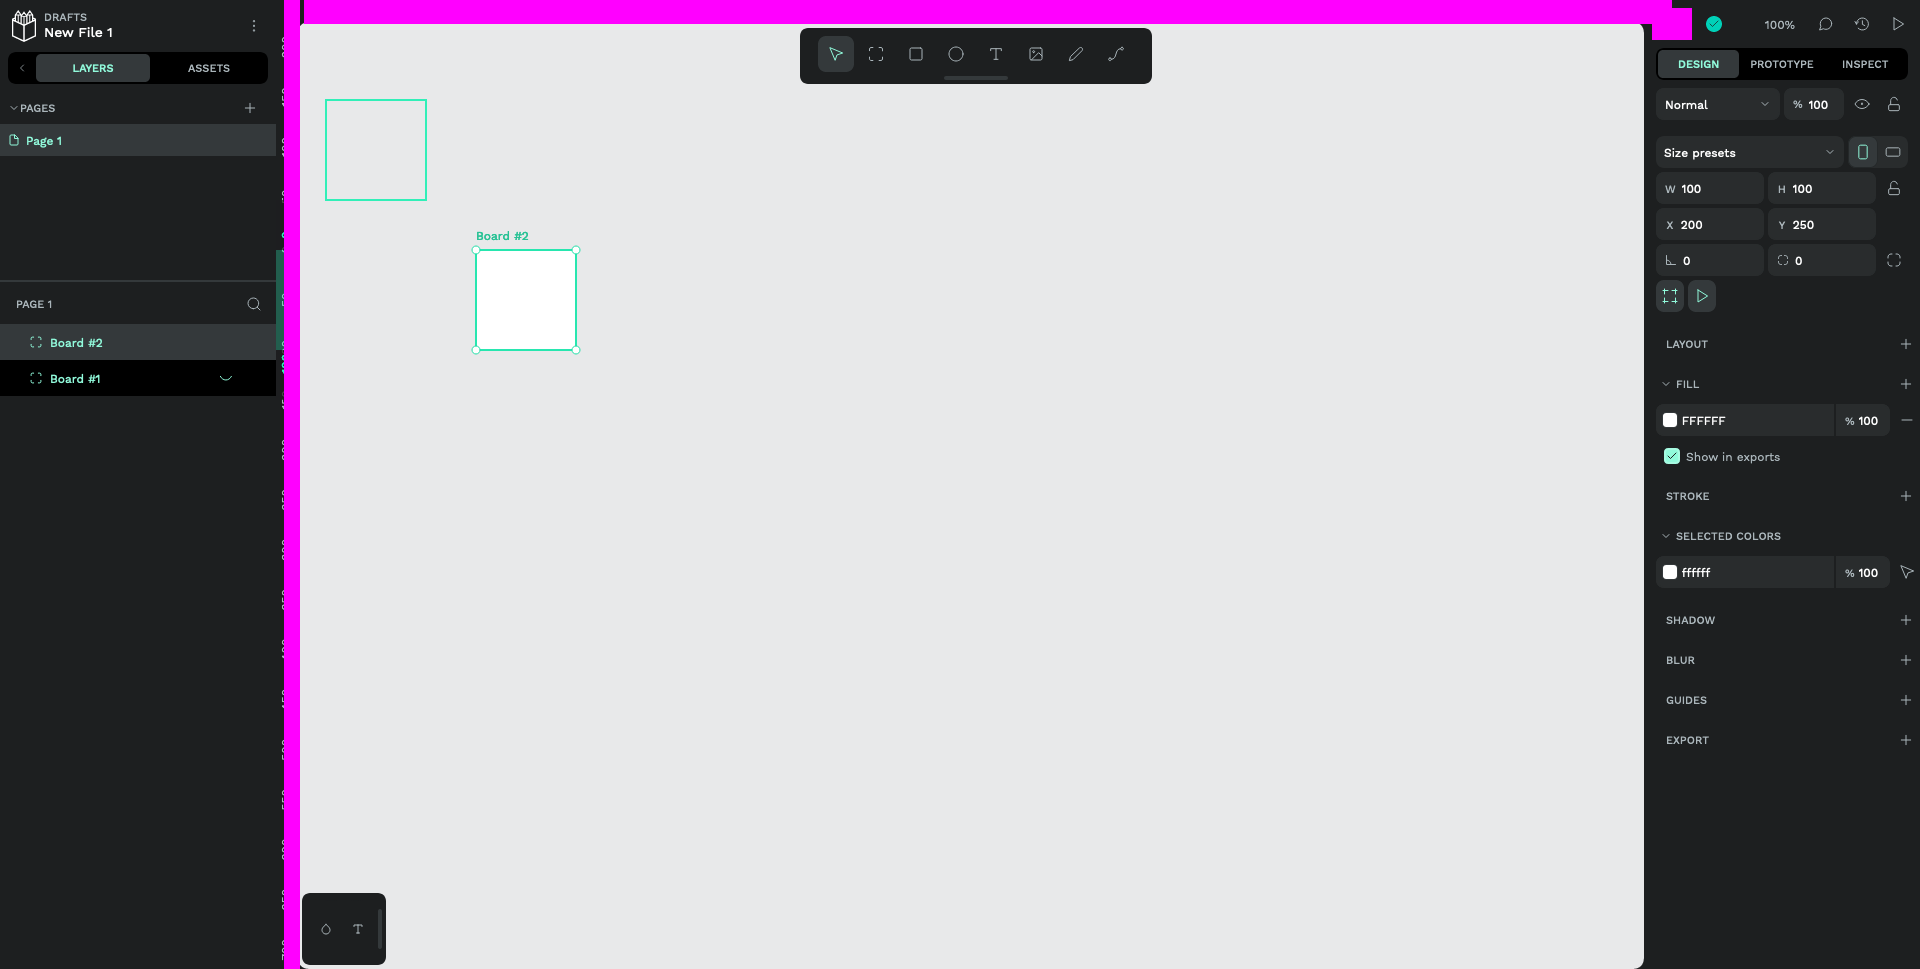 DRAFTS
New File 1
LAYERS
ASSETS
PAGES
Page 1
PAGE 1
Board #2
Board #1
Board #2
100%
DESIGN
PROTOTYPE
INSPECT
Normal
% 100
Size presets
W 100
H 100
X 200
Y 250
0
0
LAYOUT
FILL
FFFFFF
% 100
Show in exports
STROKE
SELECTED COLORS
ffffff
% 100
SHADOW
BLUR
GUIDES
EXPORT